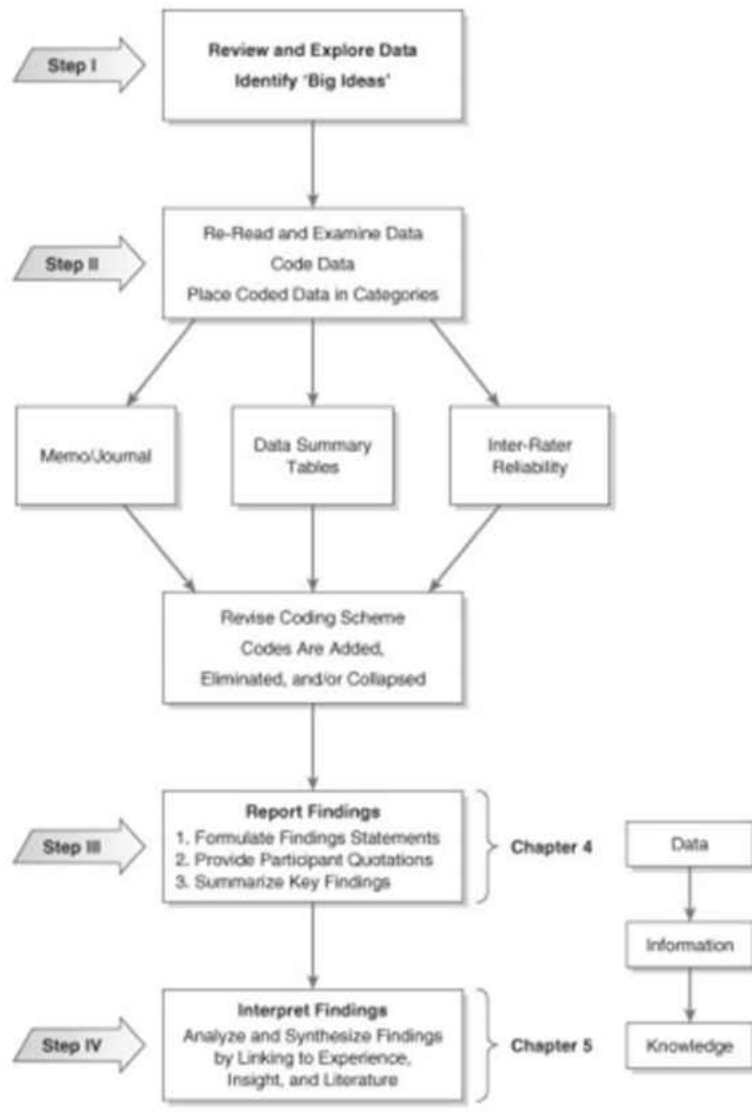 Step I
Review and Explore Data
Identify 'Big Ideas'
Step II
Re-Read and Examine Data
Code Data
Place Coded Data in Categories
Memo/Journal
Data Summary
Tables
Inter-Rater
Reliability
Revise Coding Scheme
Codes Are Added,
Eliminated, and/or Collapsed
Step III
Report Findings
1. Formulate Findings Statements
2. Provide Participant Quotations
3. Summarize Key Findings
Chapter 4
Data
Information
Knowledge
Step IV
Interpret Findings
Analyze and Synthesize Findings
by Linking to Experience,
Insight, and Literature
Chapter 5